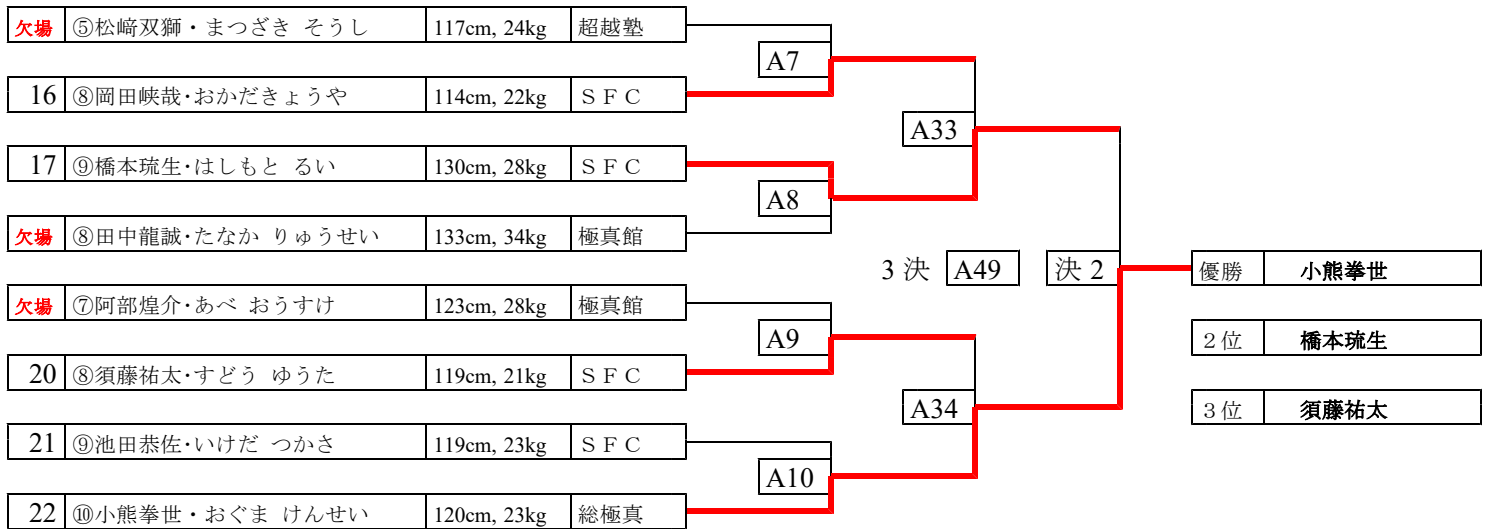 欠場 ⑤松﨑双獅・まつざき そうし 117cm, 24kg 超越塾
A7
16 ⑧岡田峡哉・おかだきょうや 114cm, 22kg ＳＦＣ
A33
17 ⑨橋本琉生・はしもと るい 130cm, 28kg ＳＦＣ
A8
欠場 ⑧田中龍誠・たなか りゅうせい 133cm, 34kg 極真館
3 決 A49 決 2 優勝 小熊拳世
欠場 ⑦阿部煌介・あべ おうすけ 123cm, 28kg 極真館
A9 ２位 橋本琉生
20 ⑧須藤祐太・すどう ゆうた 119cm, 21kg ＳＦＣ
A34 ３位 須藤祐太
21 ⑨池田恭佐・いけだ つかさ 119cm, 23kg ＳＦＣ
A10
22 ⑩小熊拳世・おぐま けんせい 120cm, 23kg 総極真